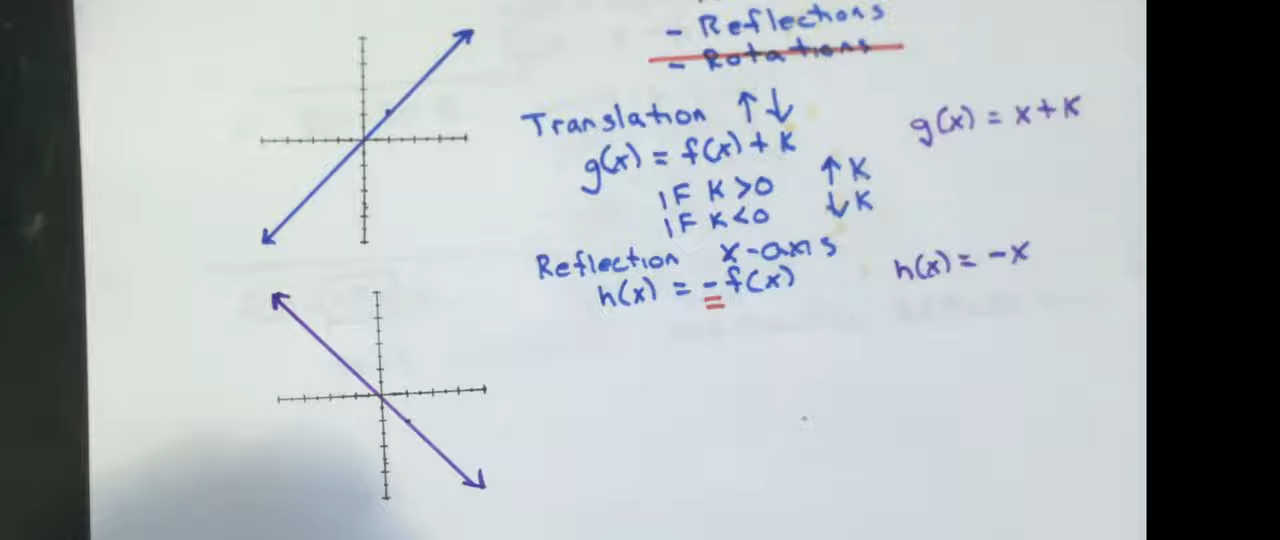 - Reflections
- Rotations
Translation ↑↓
g(x) = f(x) + K
IF K > 0 ↑K
IF K < 0 ↓K
g(x) = x + K
Reflection x-axis
h(x) = -f(x)
h(x) = -x